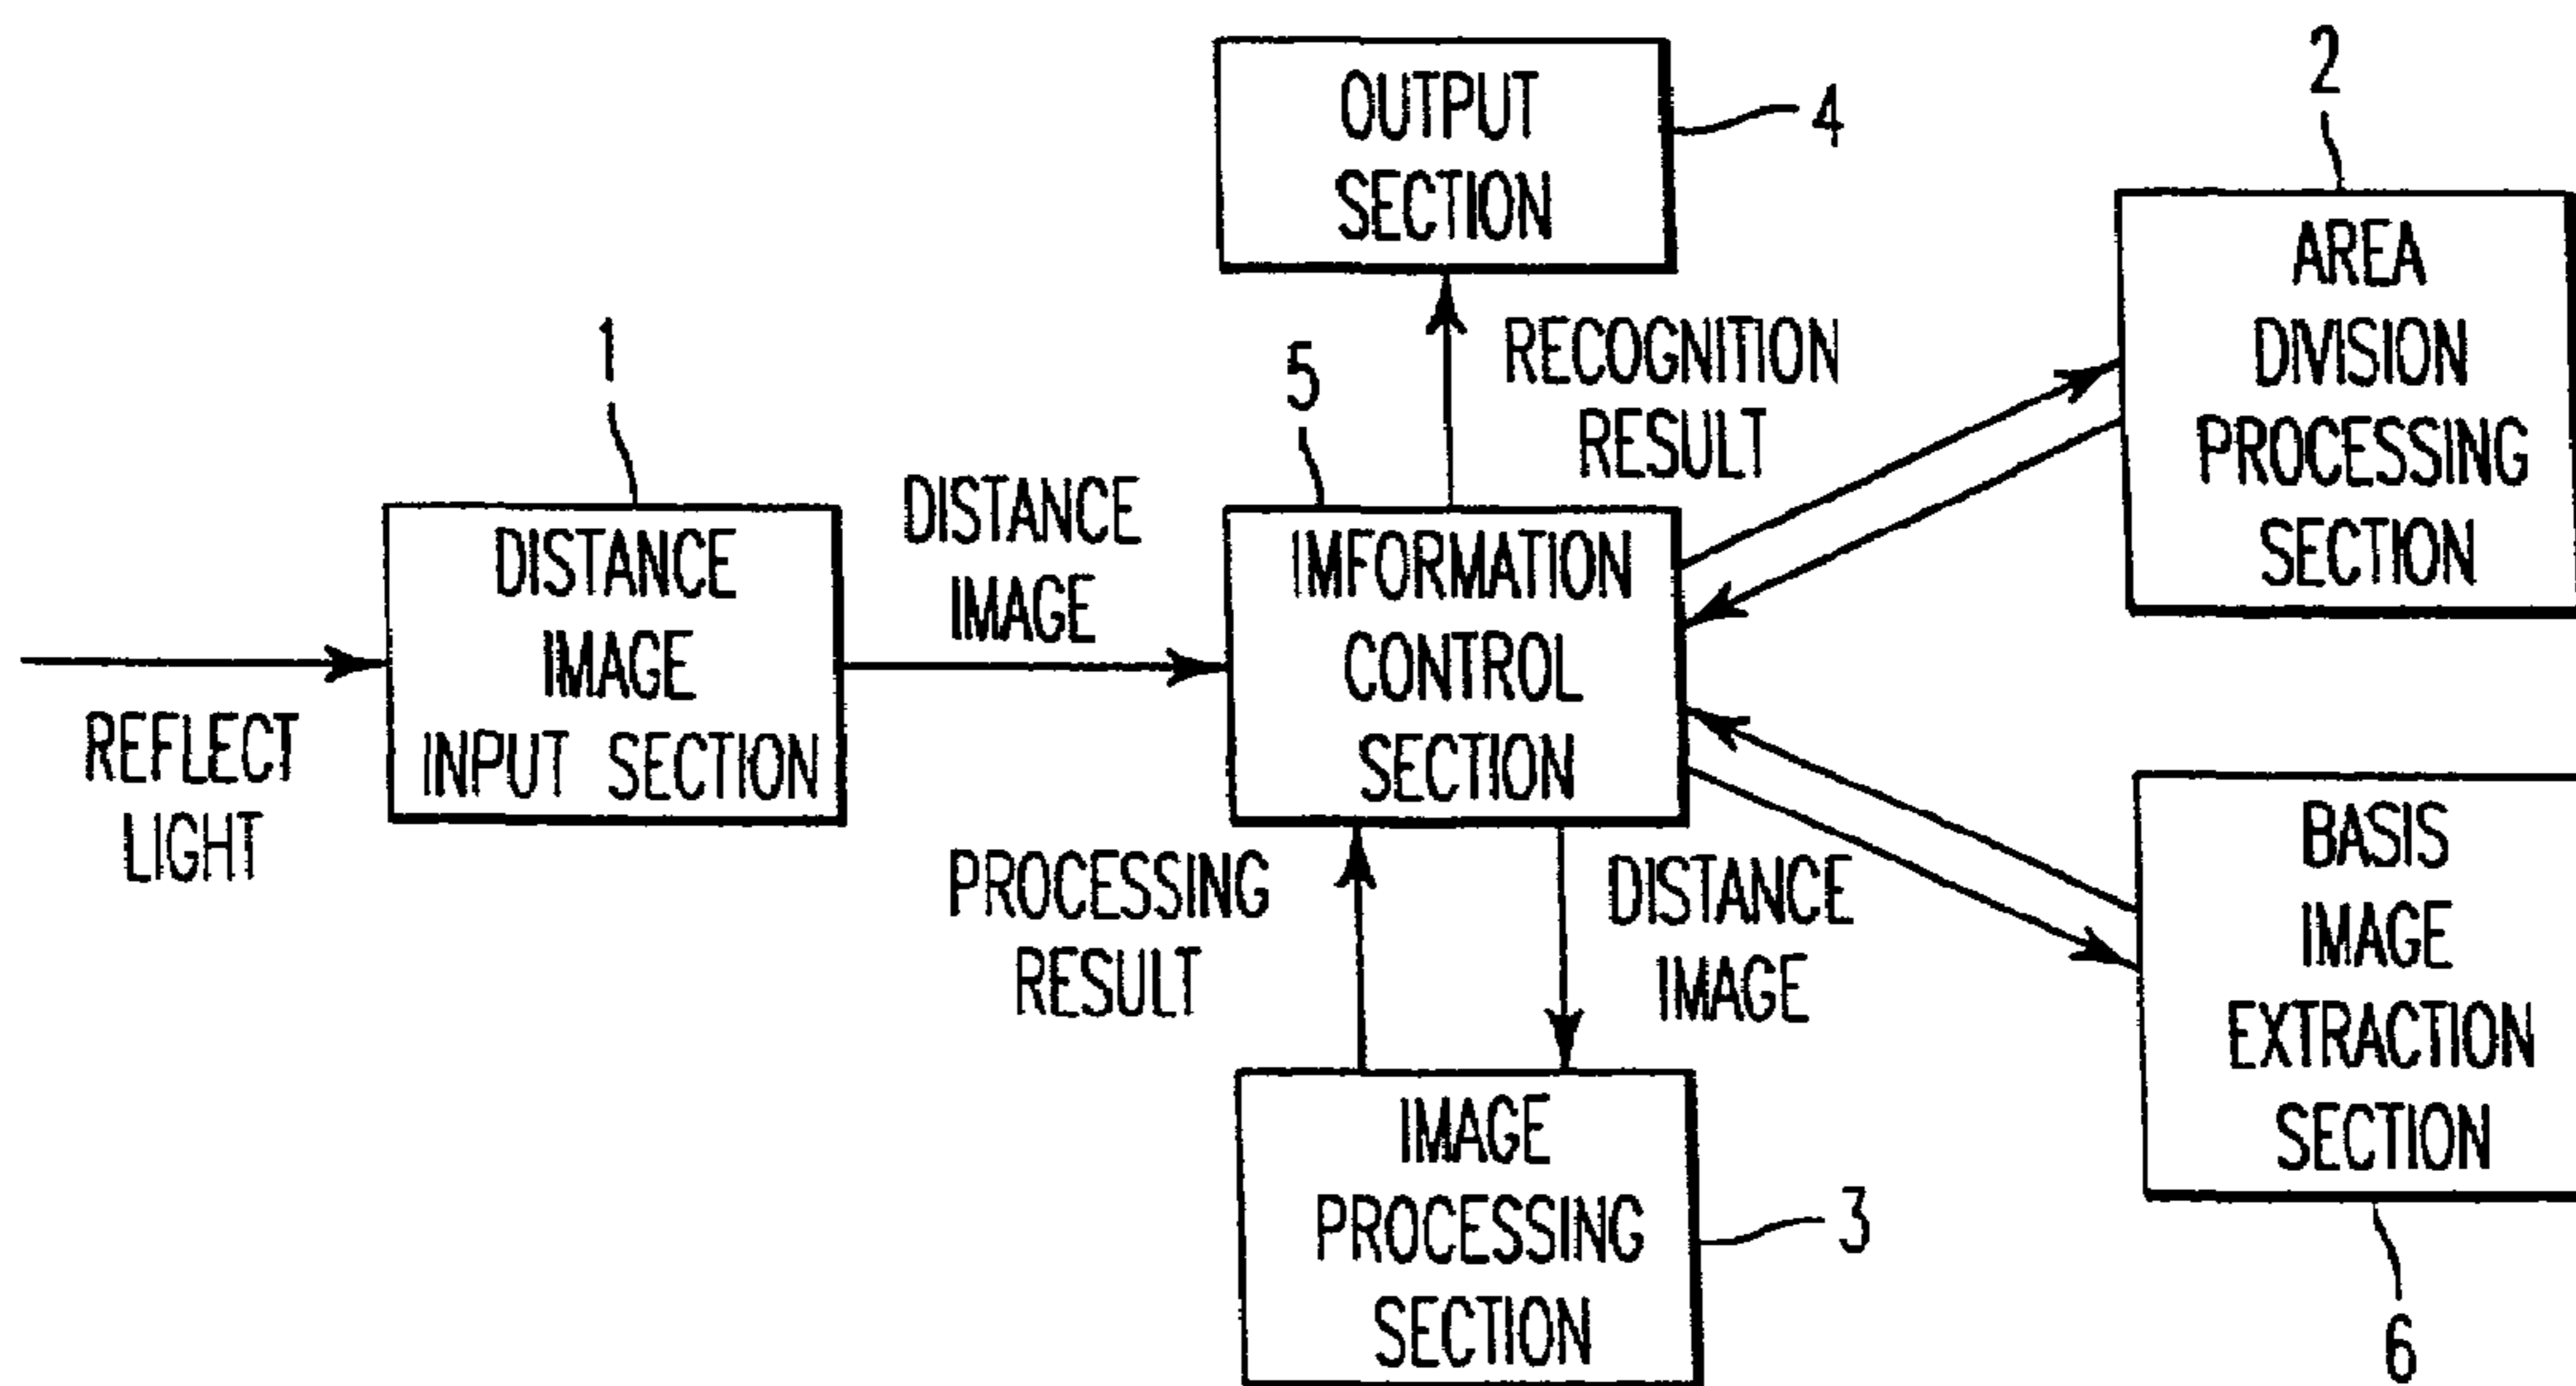 OUTPUT
SECTION
4
2
AREA
DIVISION
PROCESSING
SECTION
1
5
RECOGNITION
RESULT
DISTANCE
IMAGE
INPUT SECTION
DISTANCE
IMAGE
IMFORMATION
CONTROL
SECTION
REFLECT
LIGHT
PROCESSING
RESULT
DISTANCE
IMAGE
BASIS
IMAGE
EXTRACTION
SECTION
6
IMAGE
PROCESSING
SECTION
3